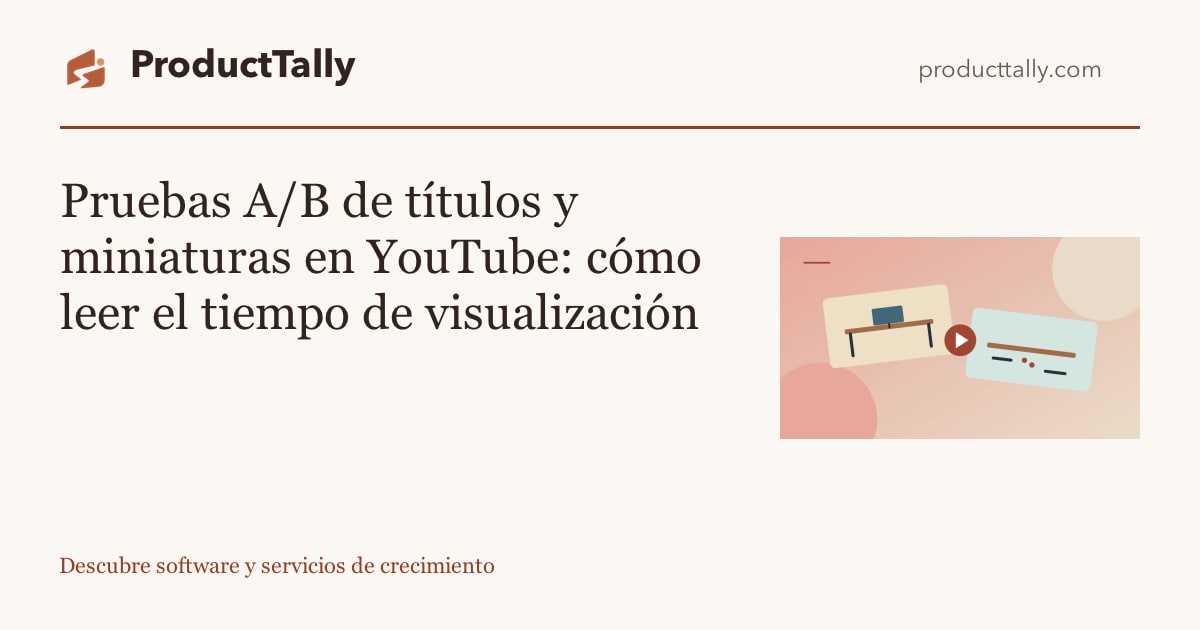 ProductTally
producttally.com
Pruebas A/B de títulos y
miniaturas en YouTube: cómo
leer el tiempo de visualización
Descubre software y servicios de crecimiento